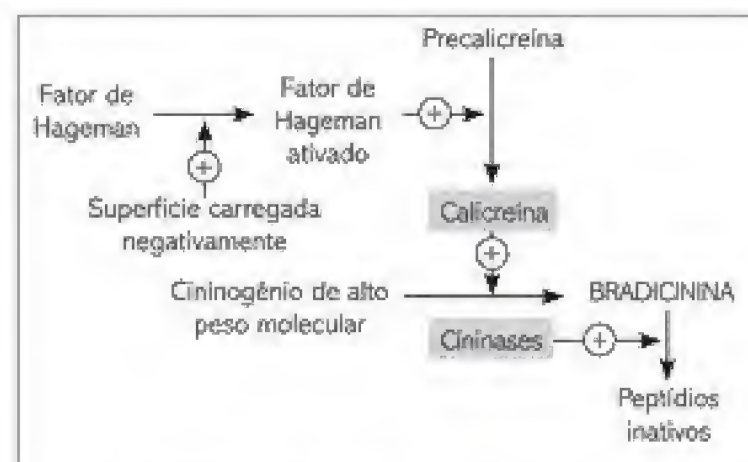 Precalicreína
Fator de
Hageman
Fator de
Hageman
ativado
+
+
Superfície carregada
negativamente
Calicreína
+
Cininogênio de alto
peso molecular
BRADICININA
Cininases
+
Peptídios
inativos